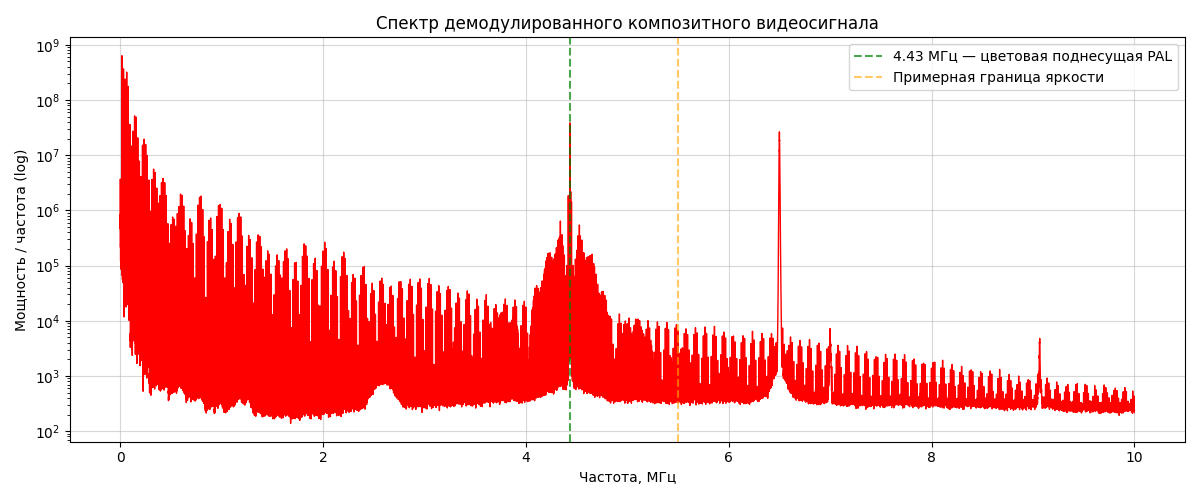 Спектр демодулированного композитного видеосигнала
4.43 МГц — цветовая поднесущая PAL
Примерная граница яркости
Мощность / частота (log)
10⁹
10⁸
10⁷
10⁶
10⁵
10⁴
10³
10²
0 2 4 6 8 10
Частота, МГц